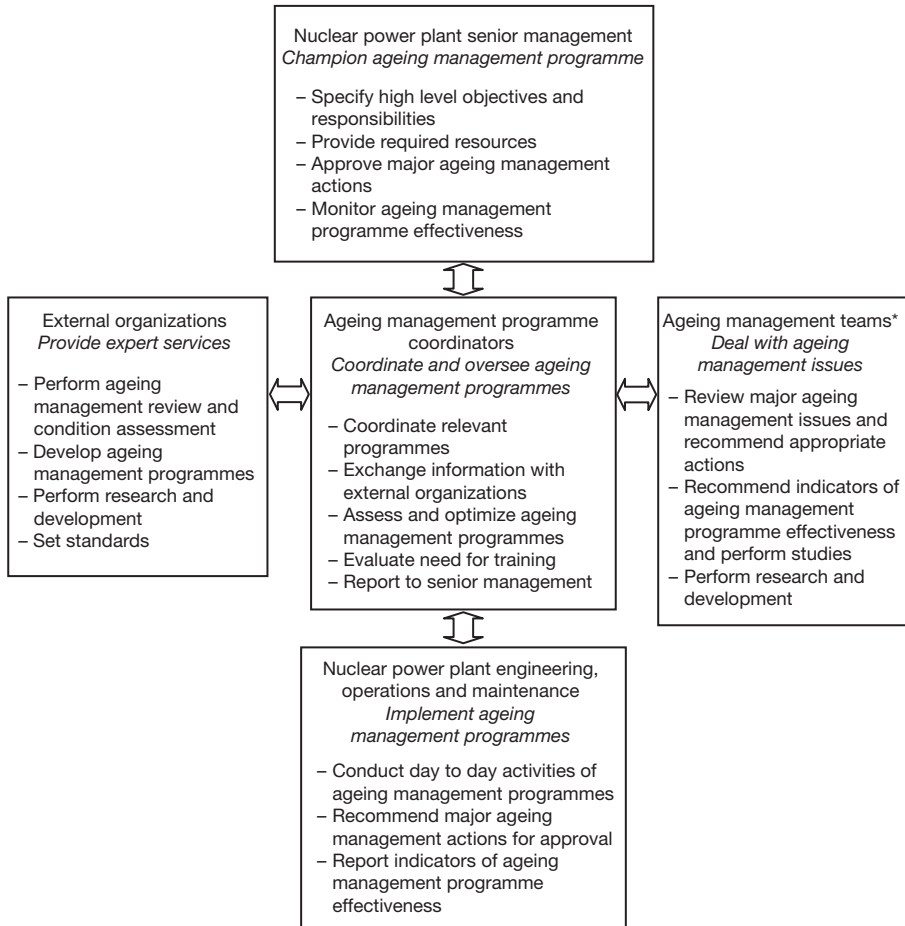 Nuclear power plant senior management
Champion ageing management programme
– Specify high level objectives and
responsibilities
– Provide required resources
– Approve major ageing management
actions
– Monitor ageing management
programme effectiveness
External organizations
Provide expert services
– Perform ageing
management review and
condition assessment
– Develop ageing
management programmes
– Perform research and
development
– Set standards
Ageing management programme
coordinators
Coordinate and oversee ageing
management programmes
– Coordinate relevant
programmes
– Exchange information with
external organizations
– Assess and optimize ageing
management programmes
– Evaluate need for training
– Report to senior management
Ageing management teams*
Deal with ageing
management issues
– Review major ageing
management issues and
recommend appropriate
actions
– Recommend indicators of
ageing management
programme effectiveness
and perform studies
– Perform research and
development
Nuclear power plant engineering,
operations and maintenance
Implement ageing
management programmes
– Conduct day to day activities of
ageing management programmes
– Recommend major ageing
management actions for approval
– Report indicators of ageing
management programme
effectiveness